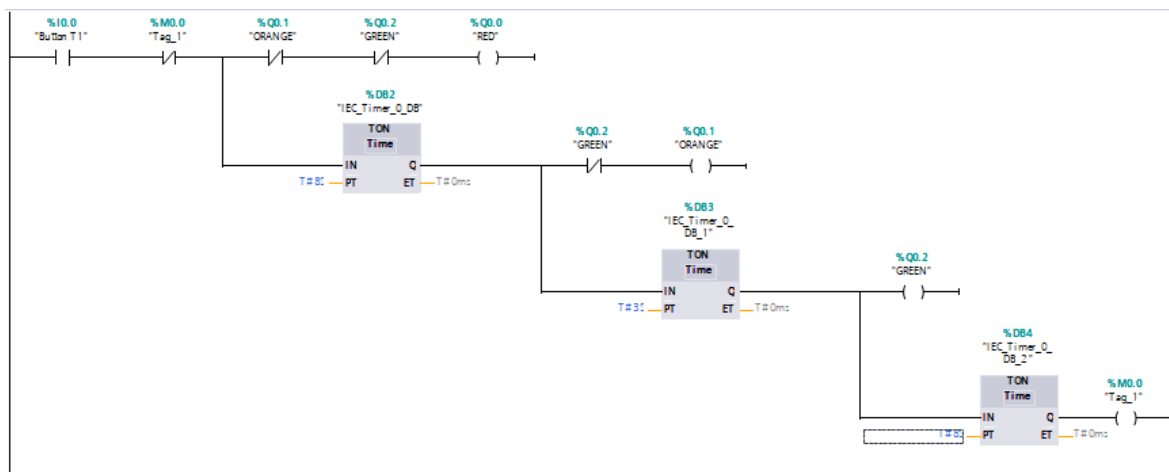 %I0.0 %M0.0 %Q0.1 %Q0.2 %Q0.0
"Button T1" "Tag_1" "ORANGE" "GREEN" "RED"
%DB2
"IEC_Timer_0_DB"
TON
Time
IN Q
PT ET T#0ms
%Q0.2 %Q0.1
"GREEN" "ORANGE"
%DB3
"IEC_Timer_0_
DB_1"
TON
Time
IN Q
PT ET T#0ms
%Q0.2
"GREEN"
%DB4
"IEC_Timer_0_
DB_2"
TON
Time
%M0.0
"Tag_1"
IN Q
PT ET T#0ms